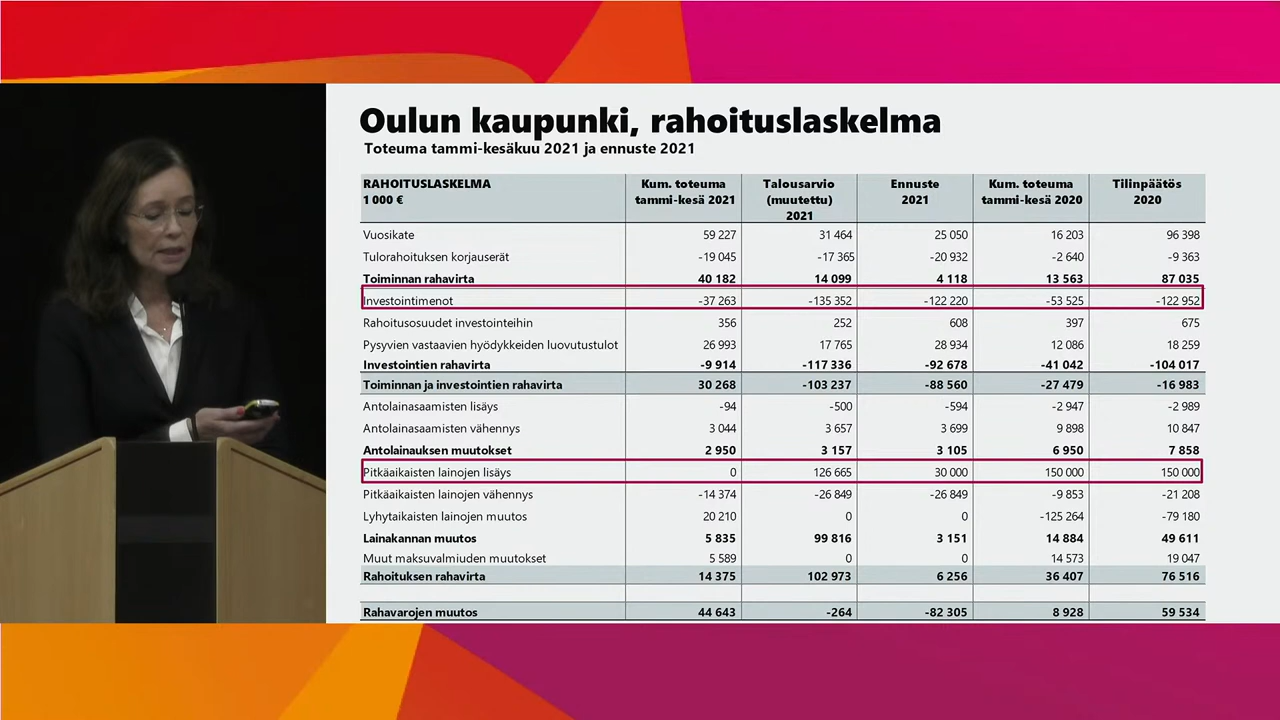 Oulun kaupunki, rahoituslaskelma
Toteuma tammi-kesäkuu 2021 ja ennuste 2021
RAHOITUSLASKELMA
1 000 €
Kum. toteuma
tammi-kesä 2021
Talousarvio
(muutettu)
2021
Ennuste
2021
Kum. toteuma
tammi-kesä 2020
Tilinpäätös
2020
Vuosikate 59 227 31 464 25 050 16 203 96 398
Tulorahoituksen korjauserät -19 045 -17 365 -20 932 -2 640 -9 363
Toiminnan rahavirta 40 182 14 099 4 118 13 563 87 035
Investointimenot -37 263 -135 352 -122 220 -53 525 -122 952
Rahoitusosuudet investointeihin 356 252 608 397 675
Pysyvien vastaavien hyödykkeiden luovutustulot 26 993 17 765 28 934 12 086 18 259
Investointien rahavirta -9 914 -117 336 -92 678 -41 042 -104 017
Toiminnan ja investointien rahavirta 30 268 -103 237 -88 560 -27 479 -16 983
Antolainasaamisten lisäys -94 -500 -594 -2 947 -2 989
Antolainasaamisten vähennys 3 044 3 657 3 699 9 898 10 847
Antolainauksen muutokset 2 950 3 157 3 105 6 950 7 858
Pitkäaikaisten lainojen lisäys 0 126 665 30 000 150 000 150 000
Pitkäaikaisten lainojen vähennys -14 374 -26 849 -26 849 -9 853 -21 208
Lyhytaikaisten lainojen muutos 20 210 0 0 -125 264 -79 180
Lainakannan muutos 5 835 99 816 3 151 14 884 49 611
Muut maksuvalmiuden muutokset 5 589 0 0 14 573 19 047
Rahoituksen rahavirta 14 375 102 973 6 256 36 407 76 516
Rahavarojen muutos 44 643 -264 -82 305 8 928 59 534